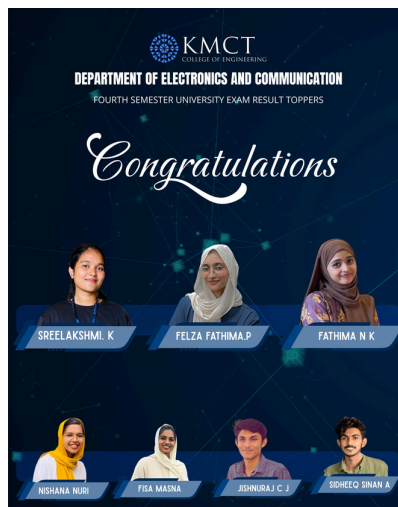 KMCT
COLLEGE OF ENGINEERING
DEPARTMENT OF ELECTRONICS AND COMMUNICATION
FOURTH SEMESTER UNIVERSITY EXAM RESULT TOPPERS
Congratulations
SREELAKSHMI. K
FELZA FATHIMA.P
FATHIMA N K
NISHANA NURI
FISA MASNA
JISHNURAJ C J
SIDHEEQ SINAN A